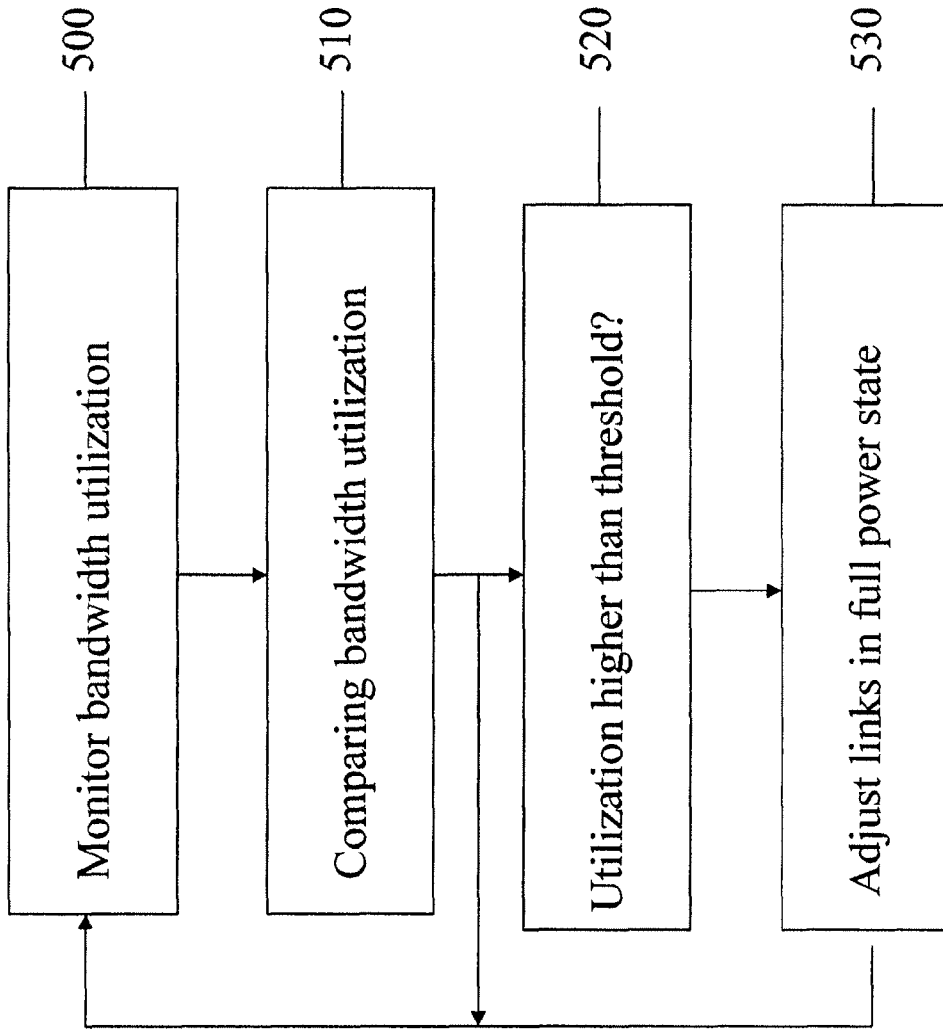 Monitor bandwidth utilization
500
Comparing bandwidth utilization
510
Utilization higher than threshold?
520
Adjust links in full power state
530